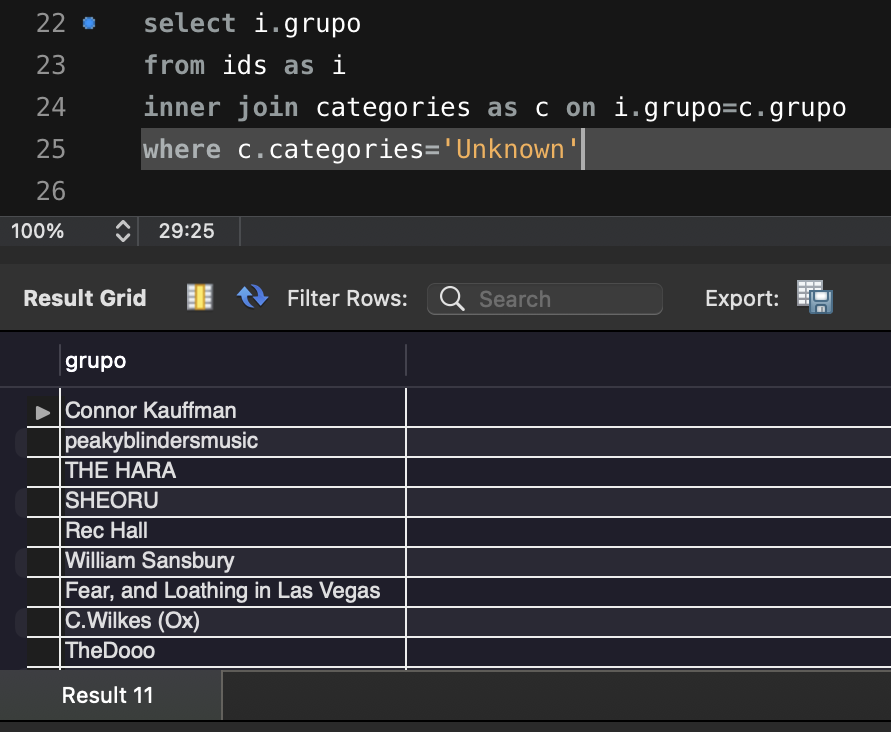 22 select i.grupo
23 from ids as i
24 inner join categories as c on i.grupo=c.grupo
25 where c.categories='Unknown'
26
100% 29:25
Result Grid Filter Rows: Search Export:
grupo
Connor Kauffman
peakyblindersmusic
THE HARA
SHEORU
Rec Hall
William Sansbury
Fear, and Loathing in Las Vegas
C.Wilkes (Ox)
TheDooo
Result 11